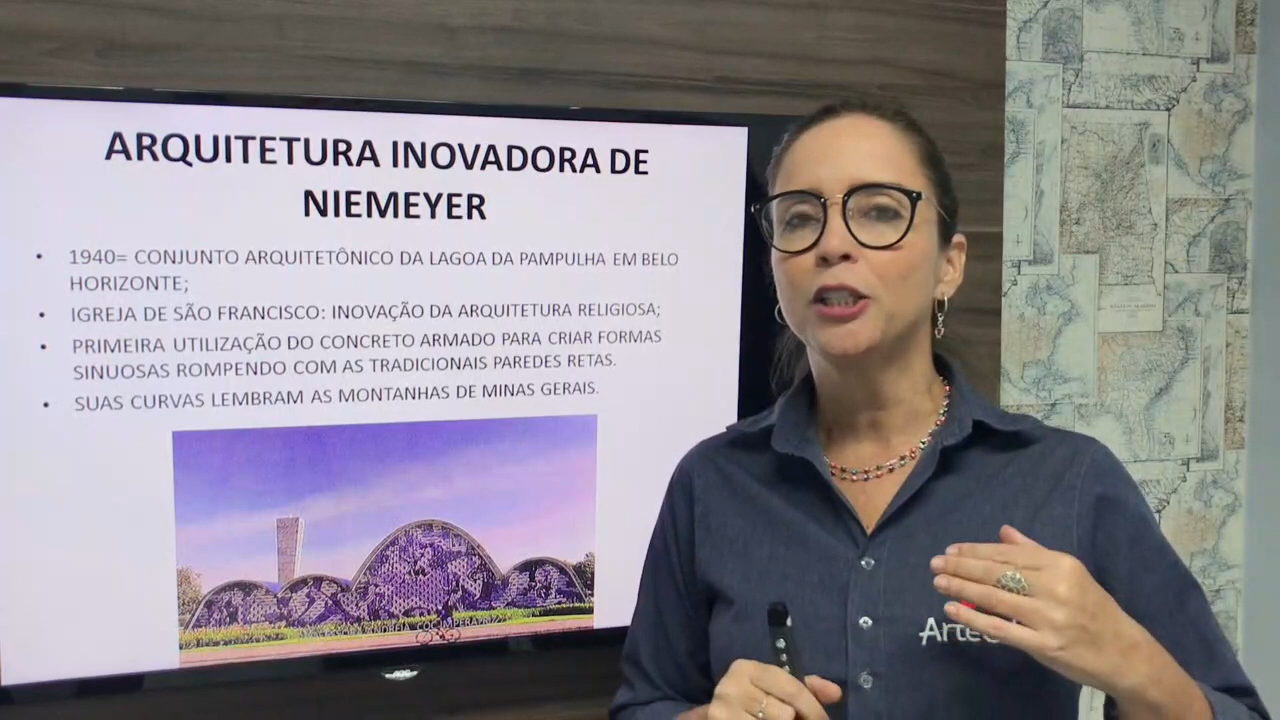 ARQUITETURA INOVADORA DE
NIEMEYER
• 1940= CONJUNTO ARQUITETÔNICO DA LAGOA DA PAMPULHA EM BELO
HORIZONTE;
• IGREJA DE SÃO FRANCISCO: INOVAÇÃO DA ARQUITETURA RELIGIOSA;
• PRIMEIRA UTILIZAÇÃO DO CONCRETO ARMADO PARA CRIAR FORMAS
SINUOSAS ROMPENDO COM AS TRADICIONAIS PAREDES RETAS.
• SUAS CURVAS LEMBRAM AS MONTANHAS DE MINAS GERAIS.
AOC